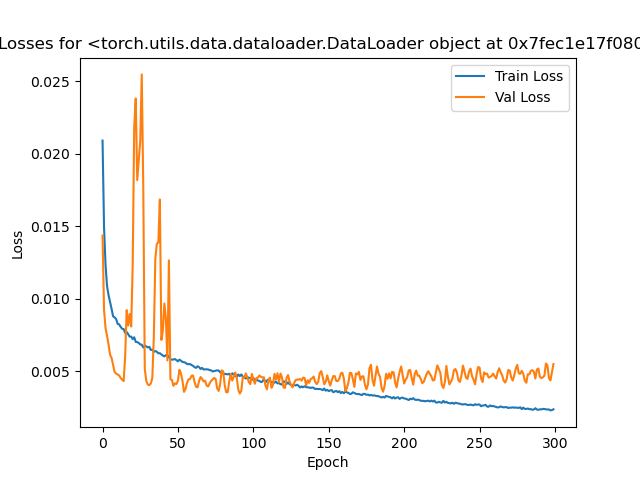 Losses for <torch.utils.data.dataloader.DataLoader object at 0x7fec1e17f080
Train Loss
Val Loss
0.025
0.020
0.015
0.010
0.005
Loss
0 50 100 150 200 250 300
Epoch